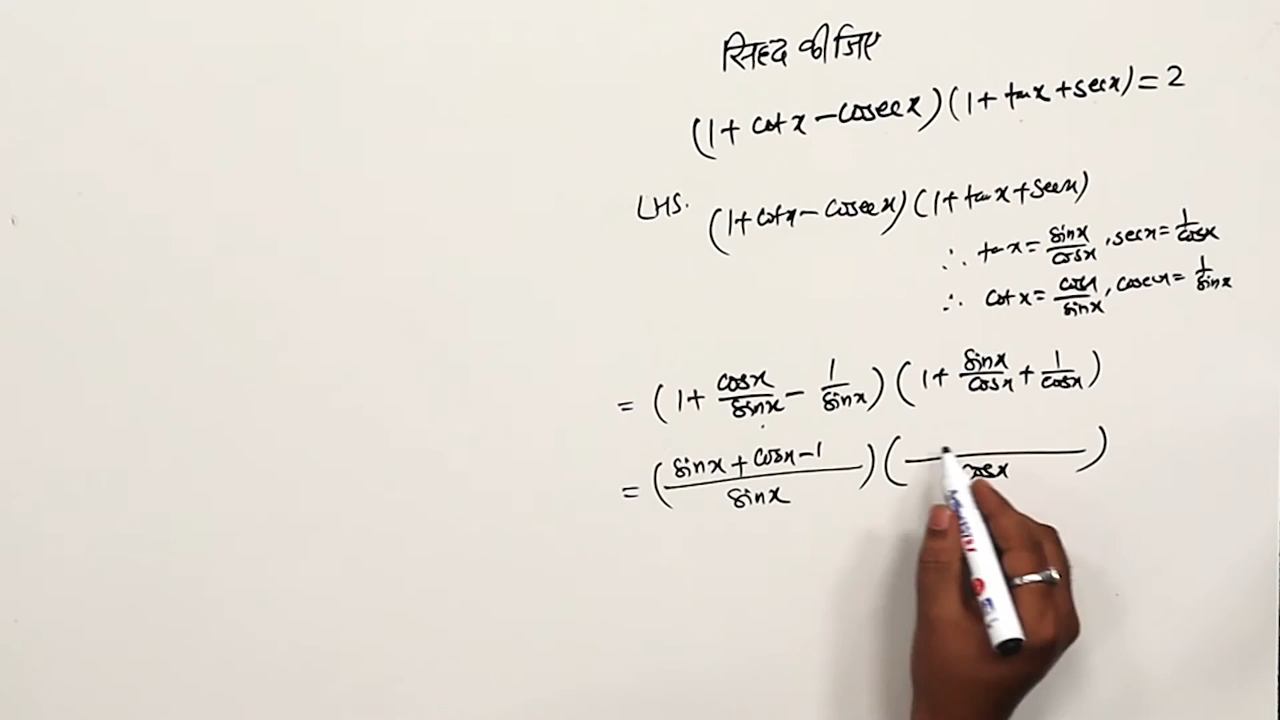 सिद्द कीजिए
(1 + cot x - cosec x) (1 + tan x + sec x) = 2
LHS. (1 + cot x - cosec x) (1 + tan x + sec x)
∴ tan x = sin x / cos x , sec x = 1 / cos x
∴ cot x = cos x / sin x , cosec x = 1 / sin x
= (1 + cos x / sin x - 1 / sin x) (1 + sin x / cos x + 1 / cos x)
= ((sin x + cos x - 1) / sin x) ( / cos x)